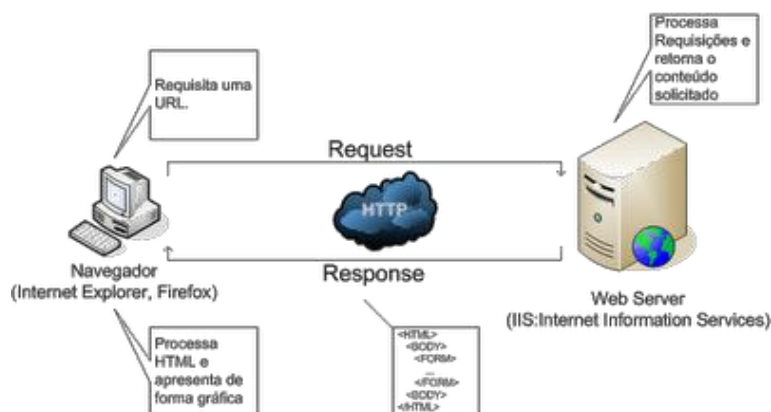 Processa
Requisições e
retorna o
conteúdo
solicitado
Requisita uma
URL.
Request
HTTP
Response
Navegador
(Internet Explorer, Firefox)
Web Server
(IIS:Internet Information Services)
Processa
HTML e
apresenta de
forma gráfica
<HTML>
<BODY>
<FORM>
...
</FORM>
<BODY>
</HTML>